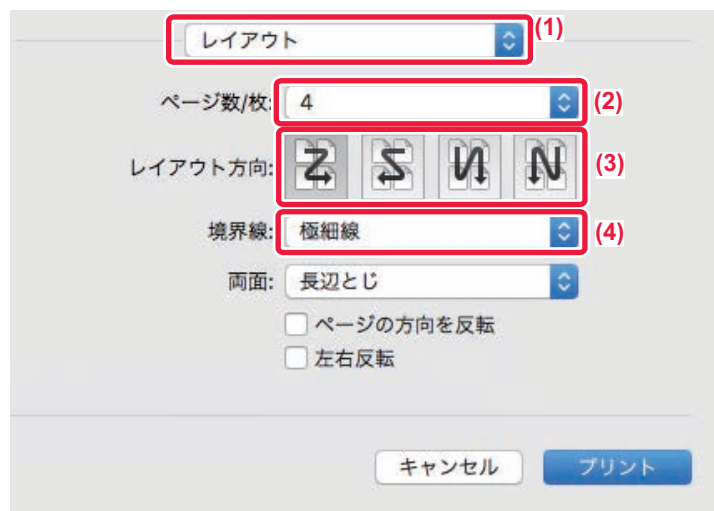 レイアウト (1)
ページ数/枚: 4 (2)
レイアウト方向: (3)
境界線: 極細線 (4)
両面: 長辺とじ
ページの方向を反転
左右反転
キャンセル プリント